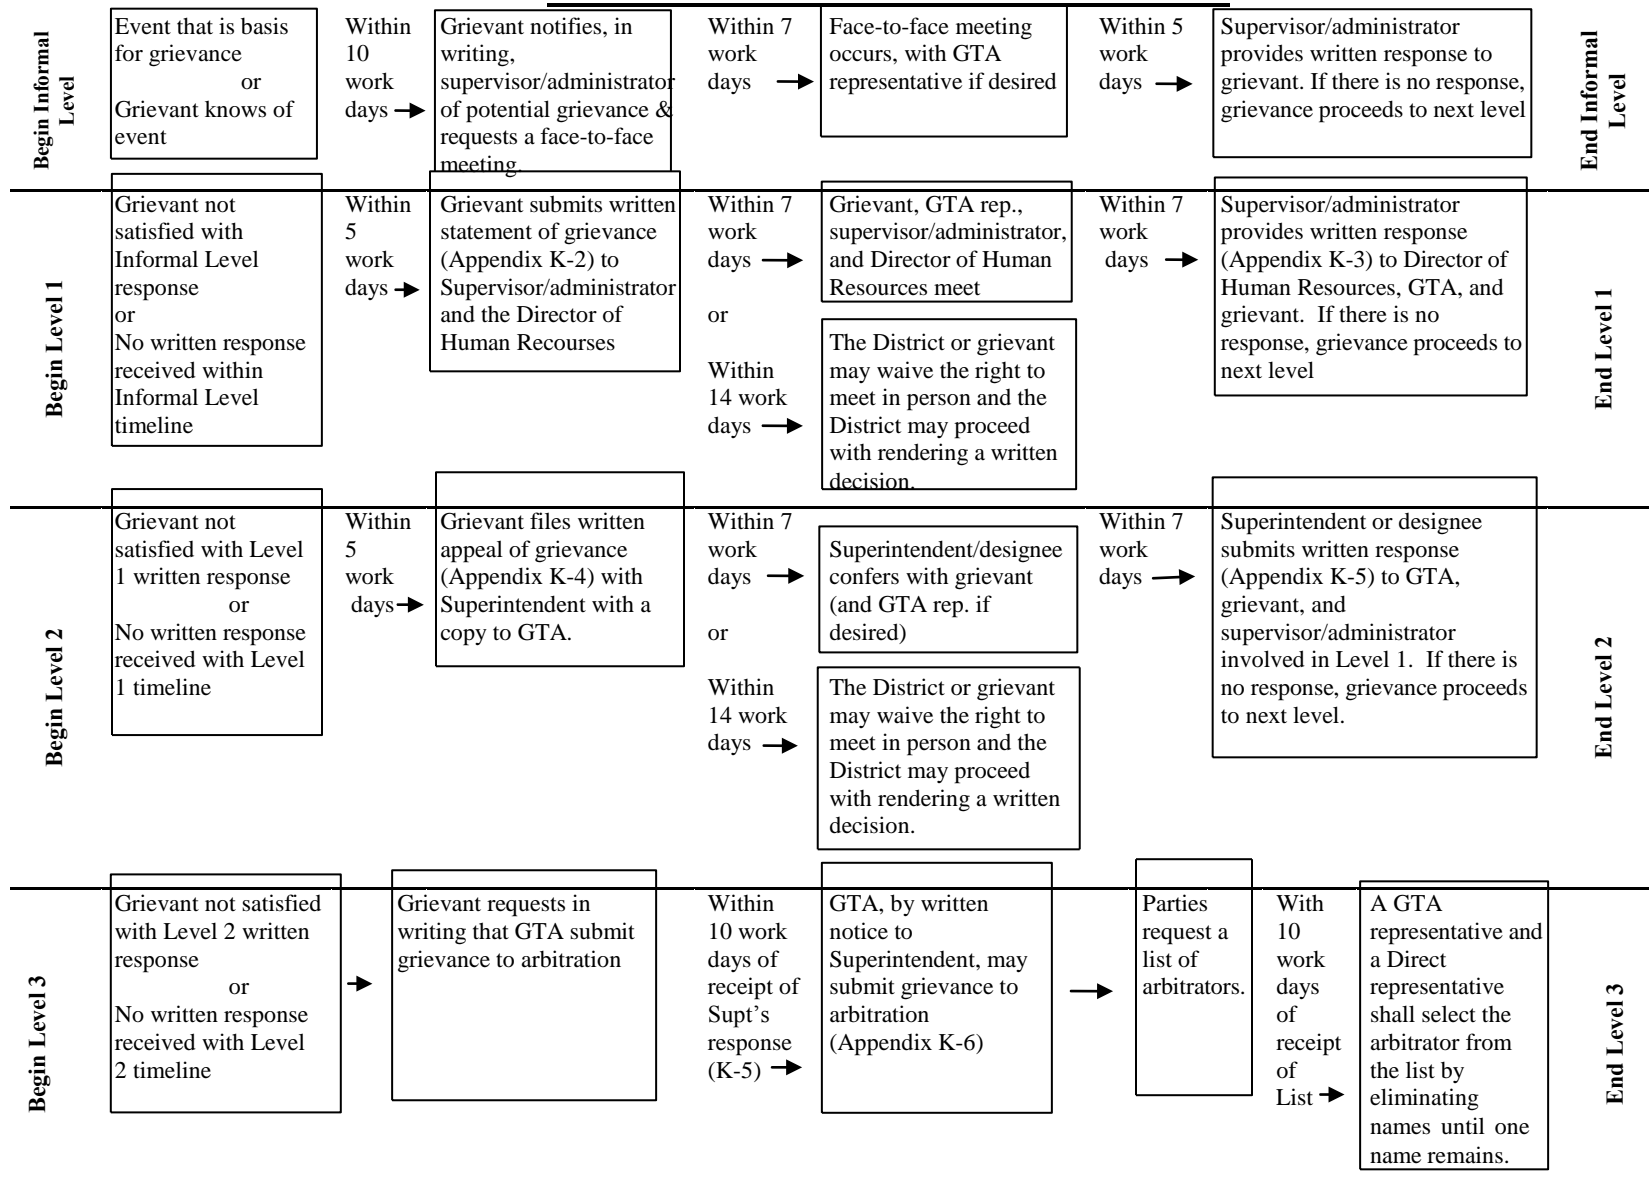 Begin Informal
Level
Event that is basis
for grievance
or
Grievant knows of
event
Within
10
work
days
Grievant notifies, in
writing,
supervisor/administrator
of potential grievance &
requests a face-to-face
meeting.
Within 7
work
days
Face-to-face meeting
occurs, with GTA
representative if desired
Within 5
work
days
Supervisor/administrator
provides written response to
grievant. If there is no response,
grievance proceeds to next level
End Informal
Level
Begin Level 1
Grievant not
satisfied with
Informal Level
response
or
No written response
received within
Informal Level
timeline
Within
5
work
days
Grievant submits written
statement of grievance
(Appendix K-2) to
Supervisor/administrator
and the Director of
Human Recourses
Within 7
work
days
or
Within
14 work
days
Grievant, GTA rep.,
supervisor/administrator,
and Director of Human
Resources meet
The District or grievant
may waive the right to
meet in person and the
District may proceed
with rendering a written
decision.
Within 7
work
days
Supervisor/administrator
provides written response
(Appendix K-3) to Director of
Human Resources, GTA, and
grievant.  If there is no
response, grievance proceeds to
next level
End Level 1
Begin Level 2
Grievant not
satisfied with Level
1 written response
or
No written response
received with Level
1 timeline
Within
5
work
days
Grievant files written
appeal of grievance
(Appendix K-4) with
Superintendent with a
copy to GTA.
Within 7
work
days
or
Within
14 work
days
Superintendent/designee
confers with grievant
(and GTA rep. if
desired)
The District or grievant
may waive the right to
meet in person and the
District may proceed
with rendering a written
decision.
Within 7
work
days
Superintendent or designee
submits written response
(Appendix K-5) to GTA,
grievant, and
supervisor/administrator
involved in Level 1.  If there is
no response, grievance proceeds
to next level.
End Level 2
Begin Level 3
Grievant not satisfied
with Level 2 written
response
or
No written response
received with Level
2 timeline
Grievant requests in
writing that GTA submit
grievance to arbitration
Within
10 work
days of
receipt of
Supt's
response
(K-5)
GTA, by written
notice to
Superintendent, may
submit grievance to
arbitration
(Appendix K-6)
Parties
request a
list of
arbitrators.
With
10
work
days
of
receipt
of
List
A GTA
representative and
a Direct
representative
shall select the
arbitrator from
the list by
eliminating
names until one
name remains.
End Level 3